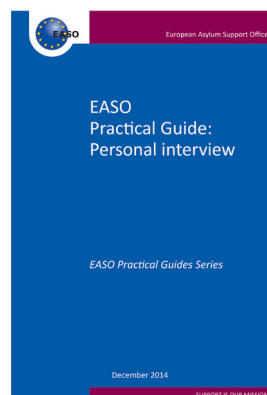 EASO
European Asylum Support Office
EASO
Practical Guide:
Personal interview
EASO Practical Guides Series
December 2014
SUPPORT IS OUR MISSION